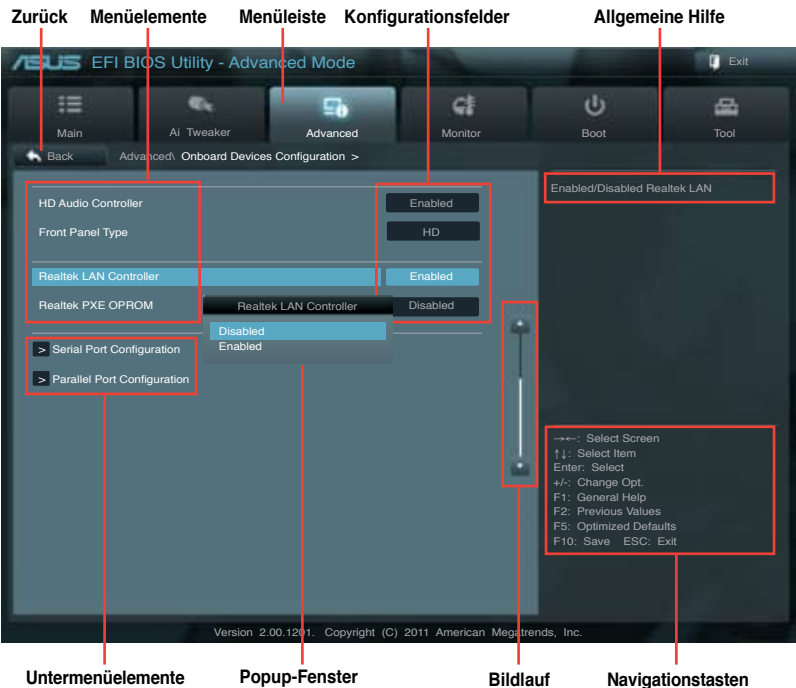 Zurück Menüelemente Menüleiste Konfigurationsfelder Allgemeine Hilfe
ASUS EFI BIOS Utility - Advanced Mode Exit
Main Ai Tweaker Advanced Monitor Boot Tool
Back Advanced\ Onboard Devices Configuration >
Enabled/Disabled Realtek LAN
HD Audio Controller Enabled
Front Panel Type HD
Realtek LAN Controller Enabled
Realtek PXE OPROM Realtek LAN Controller Disabled
Disabled
Enabled
> Serial Port Configuration
> Parallel Port Configuration
→←: Select Screen
↑↓: Select Item
Enter: Select
+/-: Change Opt.
F1: General Help
F2: Previous Values
F5: Optimized Defaults
F10: Save ESC: Exit
Version 2.00.1201. Copyright (C) 2011 American Megatrends, Inc.
Untermenüelemente Popup-Fenster Bildlauf Navigationstasten